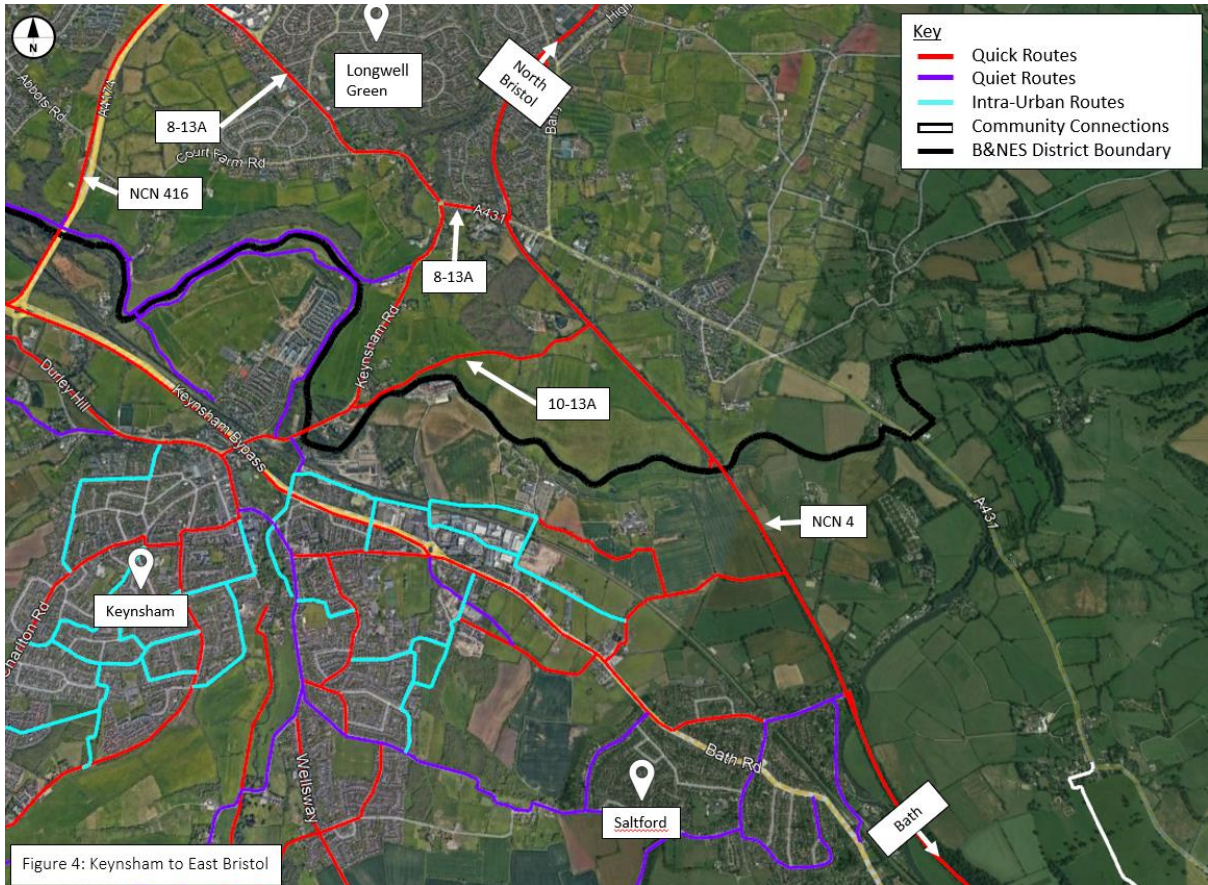 N
Abbots Rd
A4174
8-13A
Longwell
Green
North
Bristol
High
Court Farm Rd
NCN 416
A431
8-13A
Key
Quick Routes
Quiet Routes
Intra-Urban Routes
Community Connections
B&NES District Boundary
Durley Hill
Keynsham Bypass
Keynsham Rd
10-13A
NCN 4
A431
Keynsham
Charlton Rd
Wellsway
Bath Rd
Saltford
Bath
Figure 4: Keynsham to East Bristol